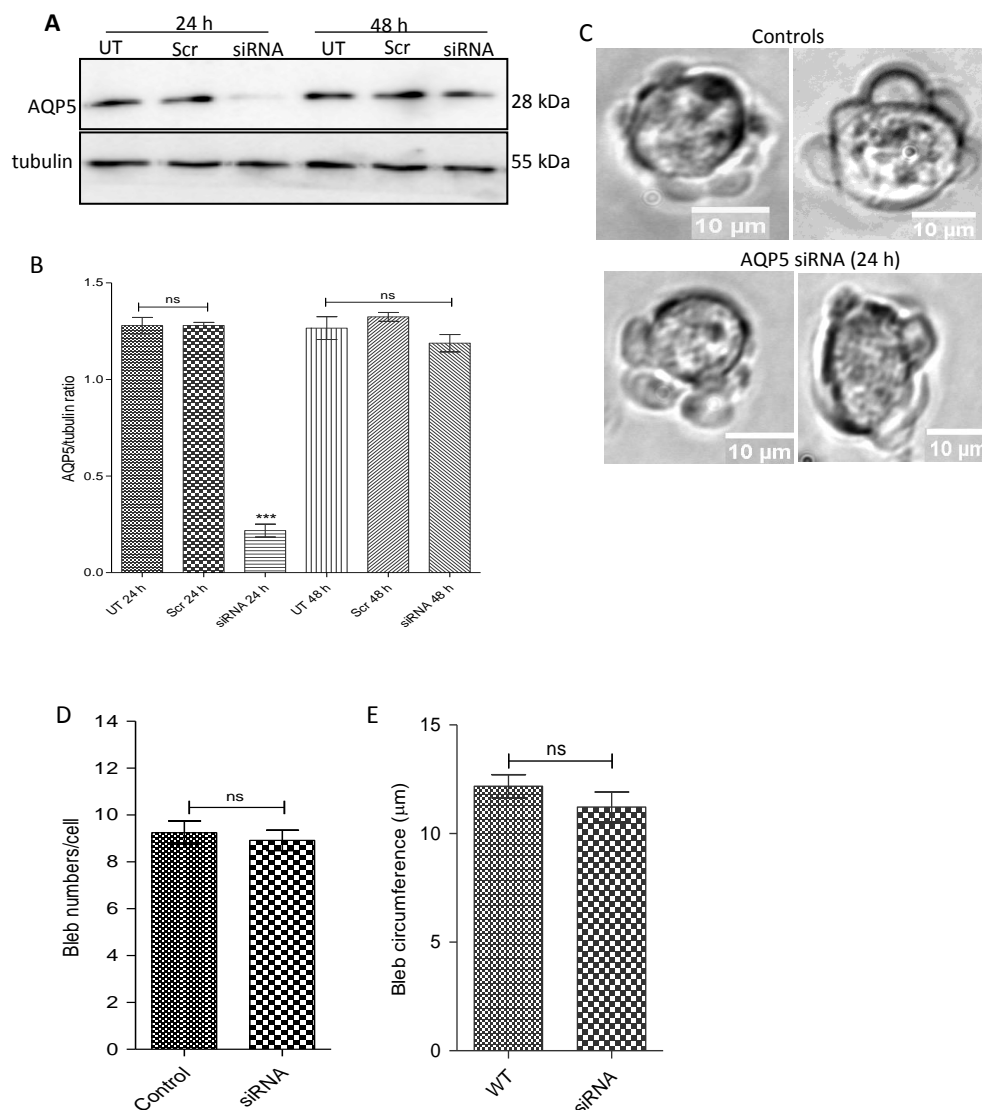 A
24 h
48 h
UT Scr siRNA UT Scr siRNA
AQP5
28 kDa
tubulin
55 kDa
B
AQP5/tubulin ratio
1.5
1.0
0.5
0.0
ns
***
ns
UT 24 h
Scr 24 h
siRNA 24 h
UT 48 h
Scr 48 h
siRNA 48 h
C
Controls
10 µm
10 µm
AQP5 siRNA (24 h)
10 µm
10 µm
D
Bleb numbers/cell
14
12
10
8
6
4
2
0
ns
Control
siRNA
E
Bleb circumference (µm)
15
10
5
0
ns
WT
siRNA